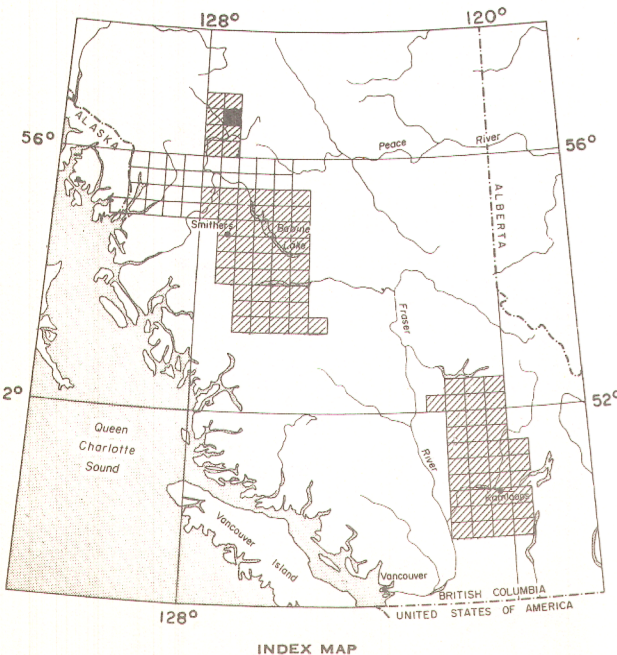 128°
120°
ALASKA
56°
Peace River
56°
ALBERTA
Smithers
Babine
Lake
Fraser
River
2°
52°
Queen
Charlotte
Sound
Kamloops
Vancouver
Island
Vancouver
BRITISH COLUMBIA
UNITED STATES OF AMERICA
128°
INDEX MAP